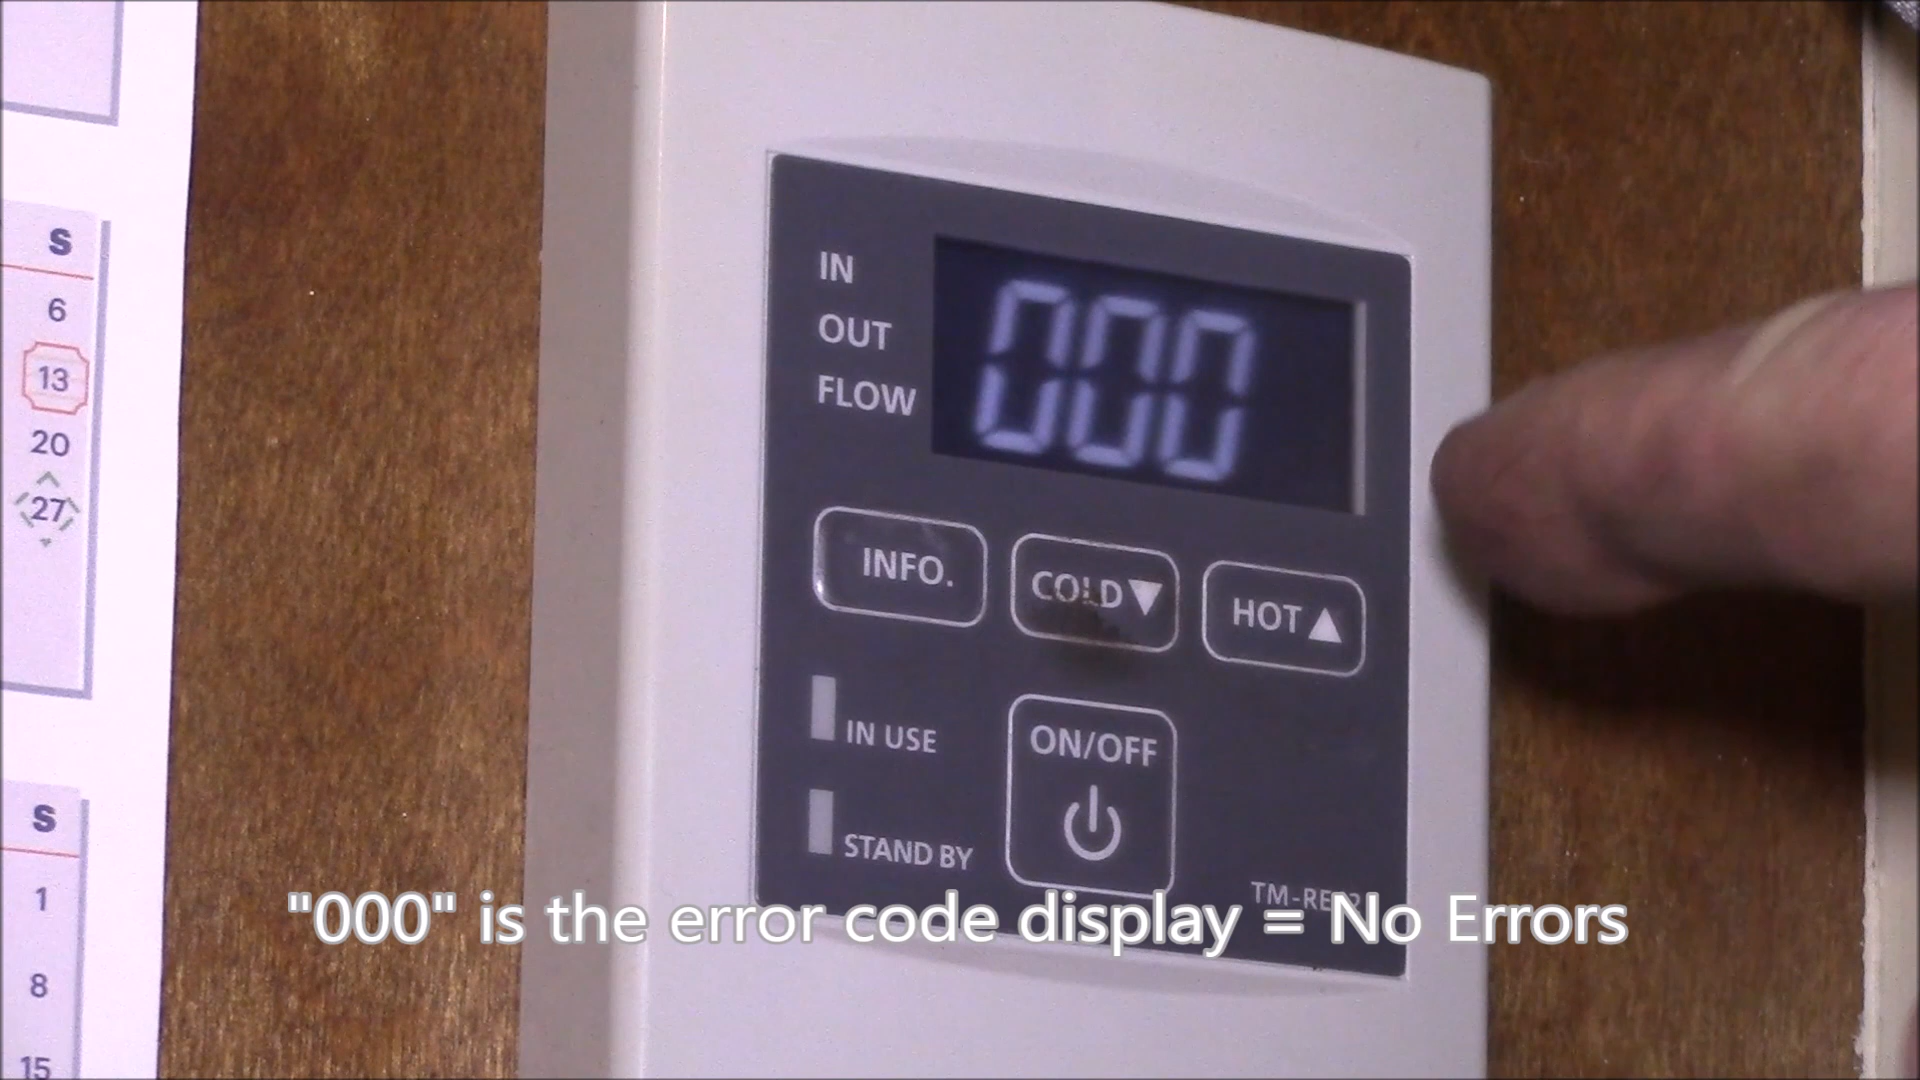 S
6
13
20
27
S
1
8
15
IN
OUT
FLOW
000
INFO.
COLD▼
HOT▲
IN USE
ON/OFF
STAND BY
"000" is the error code display = No Errors